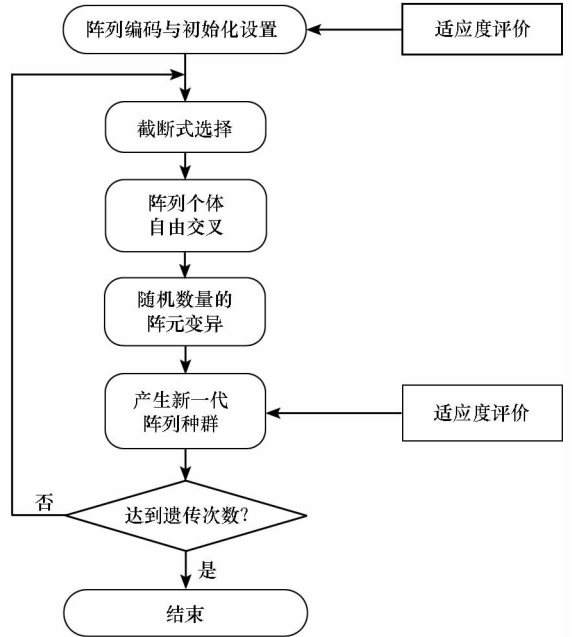 阵列编码与初始化设置
适应度评价
截断式选择
阵列个体
自由交叉
随机数量的
阵元变异
产生新一代
阵列种群
适应度评价
达到遗传次数?
否
是
结束